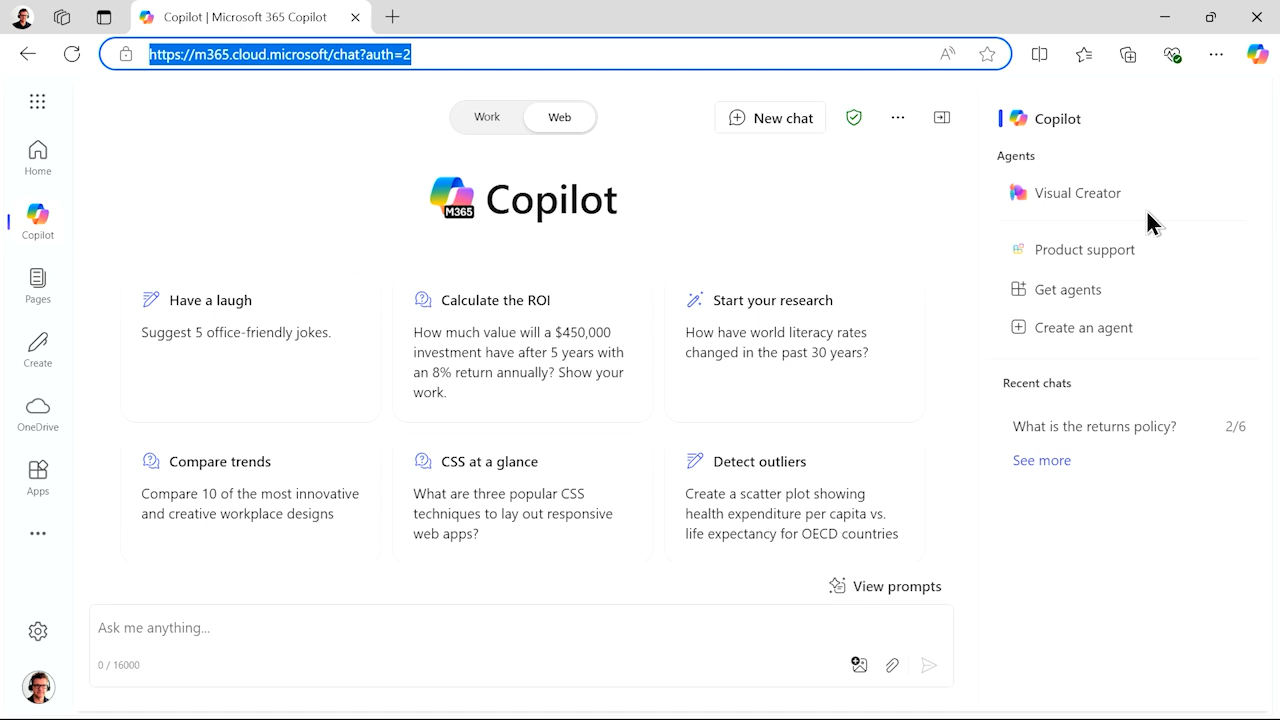 Copilot | Microsoft 365 Copilot
https://m365.cloud.microsoft/chat?auth=2
Home
Copilot
Pages
Create
OneDrive
Apps
Work
Web
New chat
M365
Copilot
Have a laugh
Suggest 5 office-friendly jokes.
Calculate the ROI
How much value will a $450,000
investment have after 5 years with
an 8% return annually? Show your
work.
Start your research
How have world literacy rates
changed in the past 30 years?
Compare trends
Compare 10 of the most innovative
and creative workplace designs
CSS at a glance
What are three popular CSS
techniques to lay out responsive
web apps?
Detect outliers
Create a scatter plot showing
health expenditure per capita vs.
life expectancy for OECD countries
View prompts
Ask me anything...
0 / 16000
Copilot
Agents
Visual Creator
Product support
Get agents
Create an agent
Recent chats
What is the returns policy? 2/6
See more